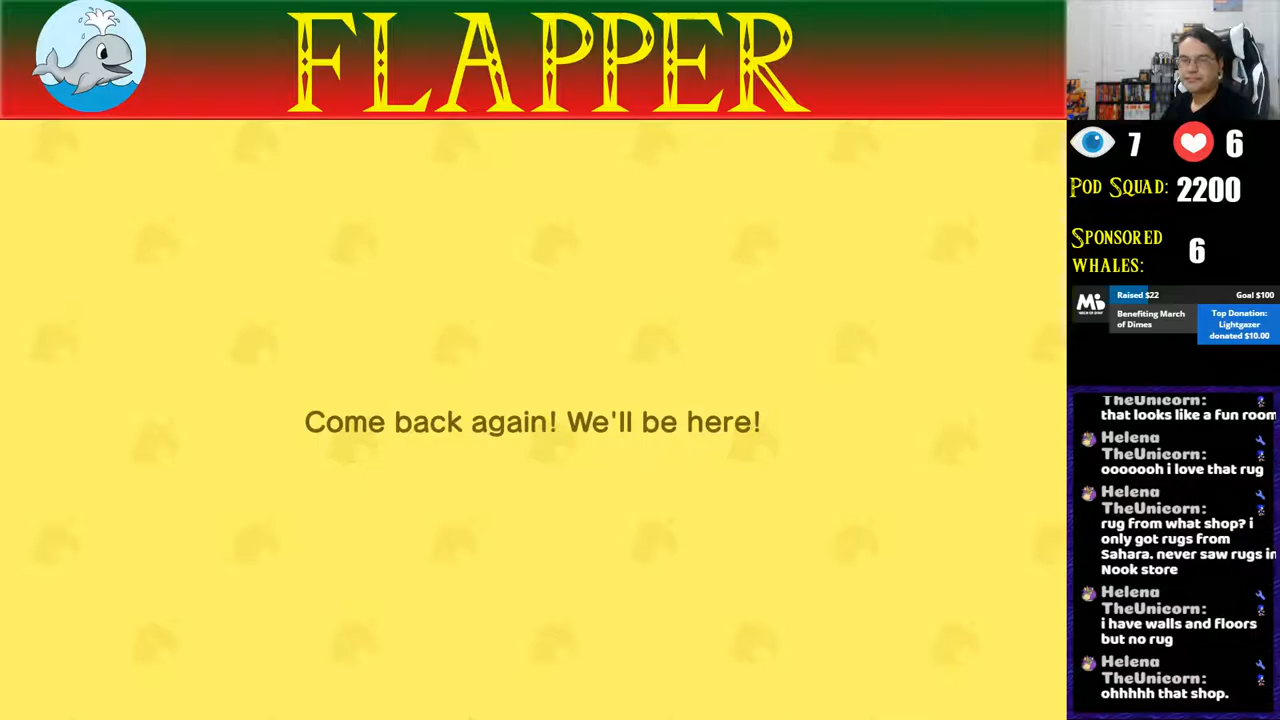 FLAPPER
7
6
Pod Squad: 2200
Sponsored
whales:
6
Raised $22
Goal $100
Benefiting March
of Dimes
Top Donation:
Lightgazer
donated $10.00
Come back again! We'll be here!
TheUnicorn:
that looks like a fun room
Helena
TheUnicorn:
ooooooh i love that rug
Helena
TheUnicorn:
rug from what shop? i
only got rugs from
Sahara. never saw rugs in
Nook store
Helena
TheUnicorn:
i have walls and floors
but no rug
Helena
TheUnicorn:
ohhhhh that shop.